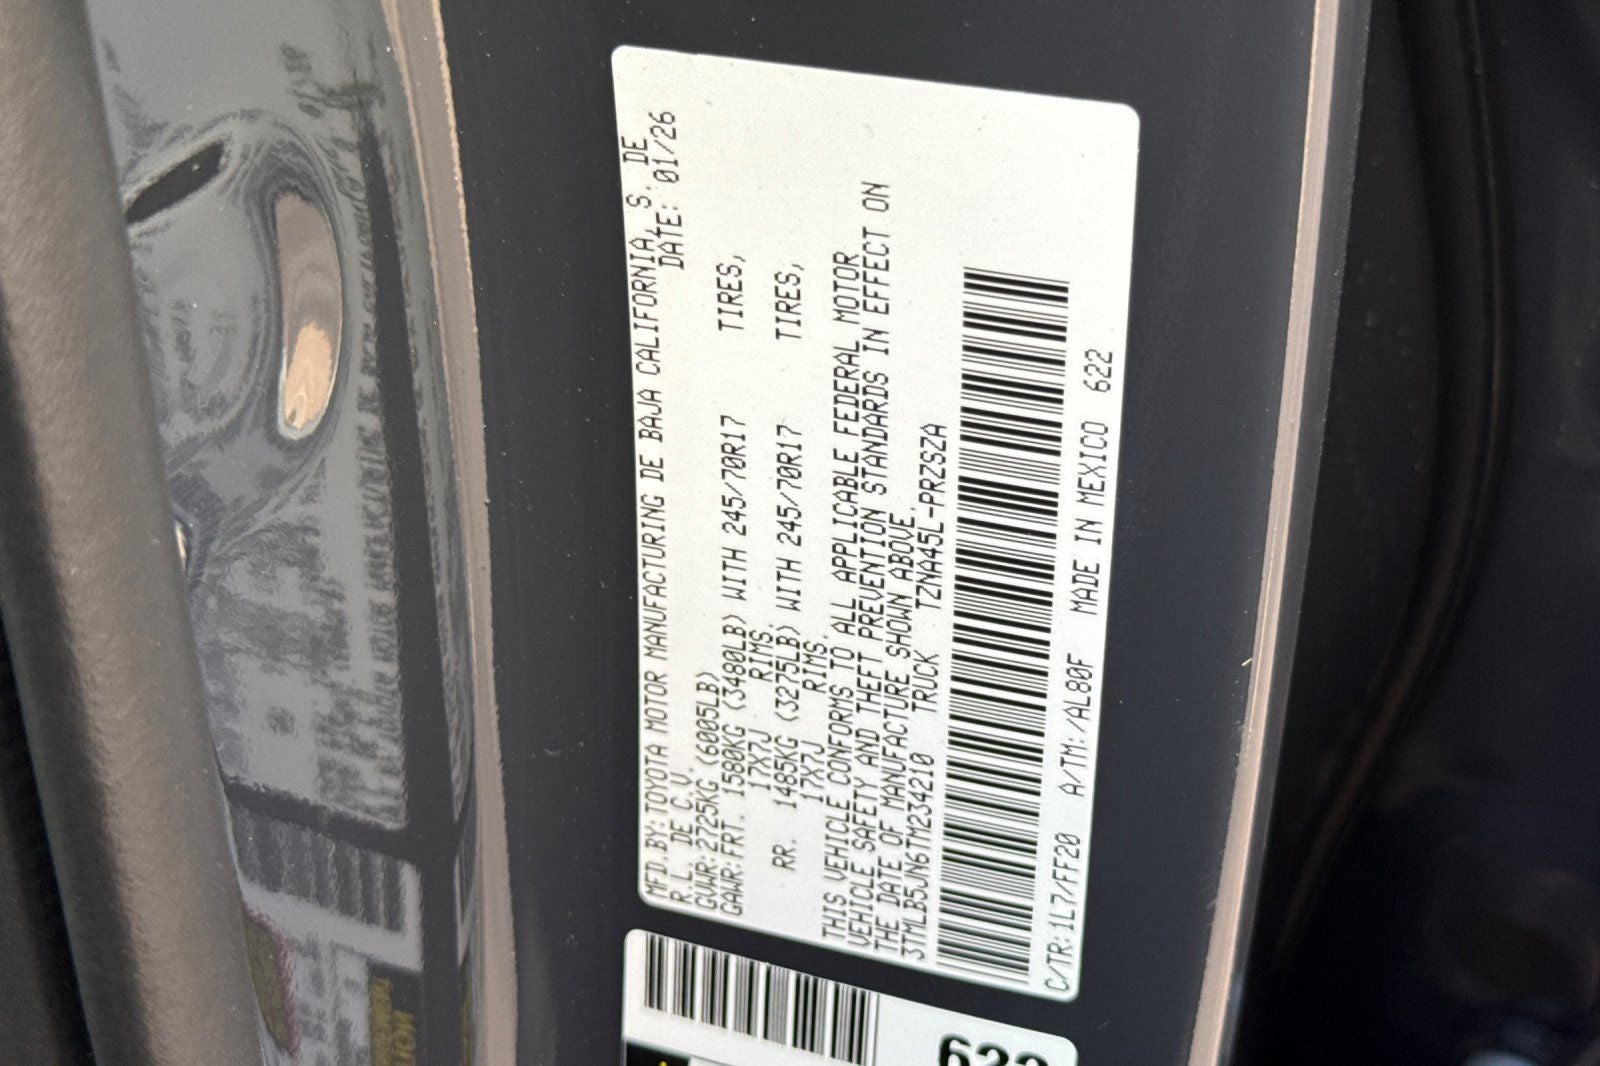 MFD.BY:TOYOTA MOTOR MANUFACTURING DE BAJA CALIFORNIA, S. DE
R.L. DE C.V. DATE: 01/26
GVWR:2725KG (6005LB)
GAWR:FRT. 1580KG (3480LB) WITH 245/70R17 TIRES,
17X7J RIMS.
RR. 1485KG (3275LB) WITH 245/70R17 TIRES,
17X7J RIMS.
THIS VEHICLE CONFORMS TO ALL APPLICABLE FEDERAL MOTOR
VEHICLE SAFETY AND THEFT PREVENTION STANDARDS IN EFFECT ON
THE DATE OF MANUFACTURE SHOWN ABOVE.
3TMLB5JN6TM234210 TRUCK TZNA45L-PRZSZA
C/TR:1L7/FF20 A/TM:/AL80F MADE IN MEXICO 622
622